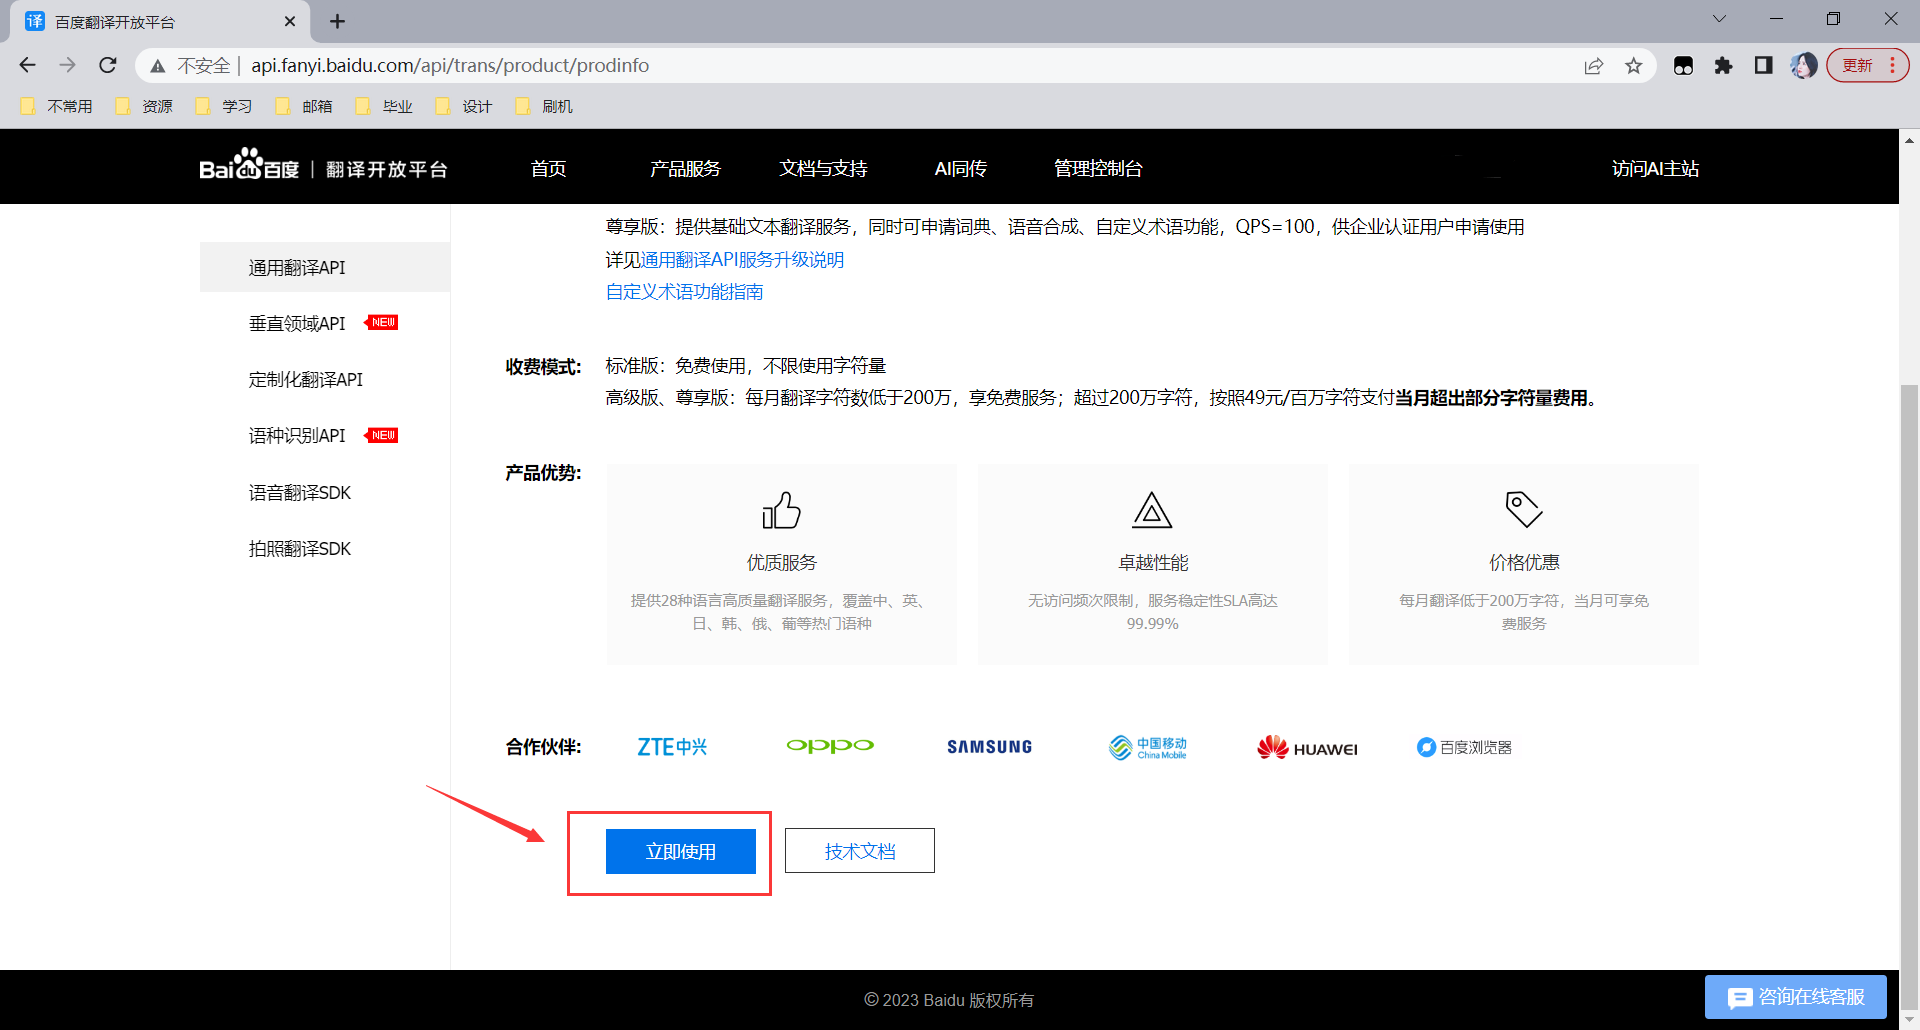 译 百度翻译开放平台
不安全 | api.fanyi.baidu.com/api/trans/product/prodinfo
更新
不常用 资源 学习 邮箱 毕业 设计 刷机
Baidu百度 | 翻译开放平台 首页 产品服务 文档与支持 AI同传 管理控制台 访问AI主站
通用翻译API
垂直领域API NEW
定制化翻译API
语种识别API NEW
语音翻译SDK
拍照翻译SDK
尊享版：提供基础文本翻译服务，同时可申请词典、语音合成、自定义术语功能，QPS=100，供企业认证用户申请使用
详见通用翻译API服务升级说明
自定义术语功能指南
收费模式: 标准版：免费使用，不限使用字符量
高级版、尊享版：每月翻译字符数低于200万，享免费服务；超过200万字符，按照49元/百万字符支付当月超出部分字符量费用。
产品优势:
优质服务
提供28种语言高质量翻译服务，覆盖中、英、
日、韩、俄、葡等热门语种
卓越性能
无访问频次限制，服务稳定性SLA高达
99.99%
价格优惠
每月翻译低于200万字符，当月可享免
费服务
合作伙伴: ZTE中兴 oppo SAMSUNG 中国移动 China Mobile HUAWEI 百度浏览器
立即使用 技术文档
© 2023 Baidu 版权所有
咨询在线客服